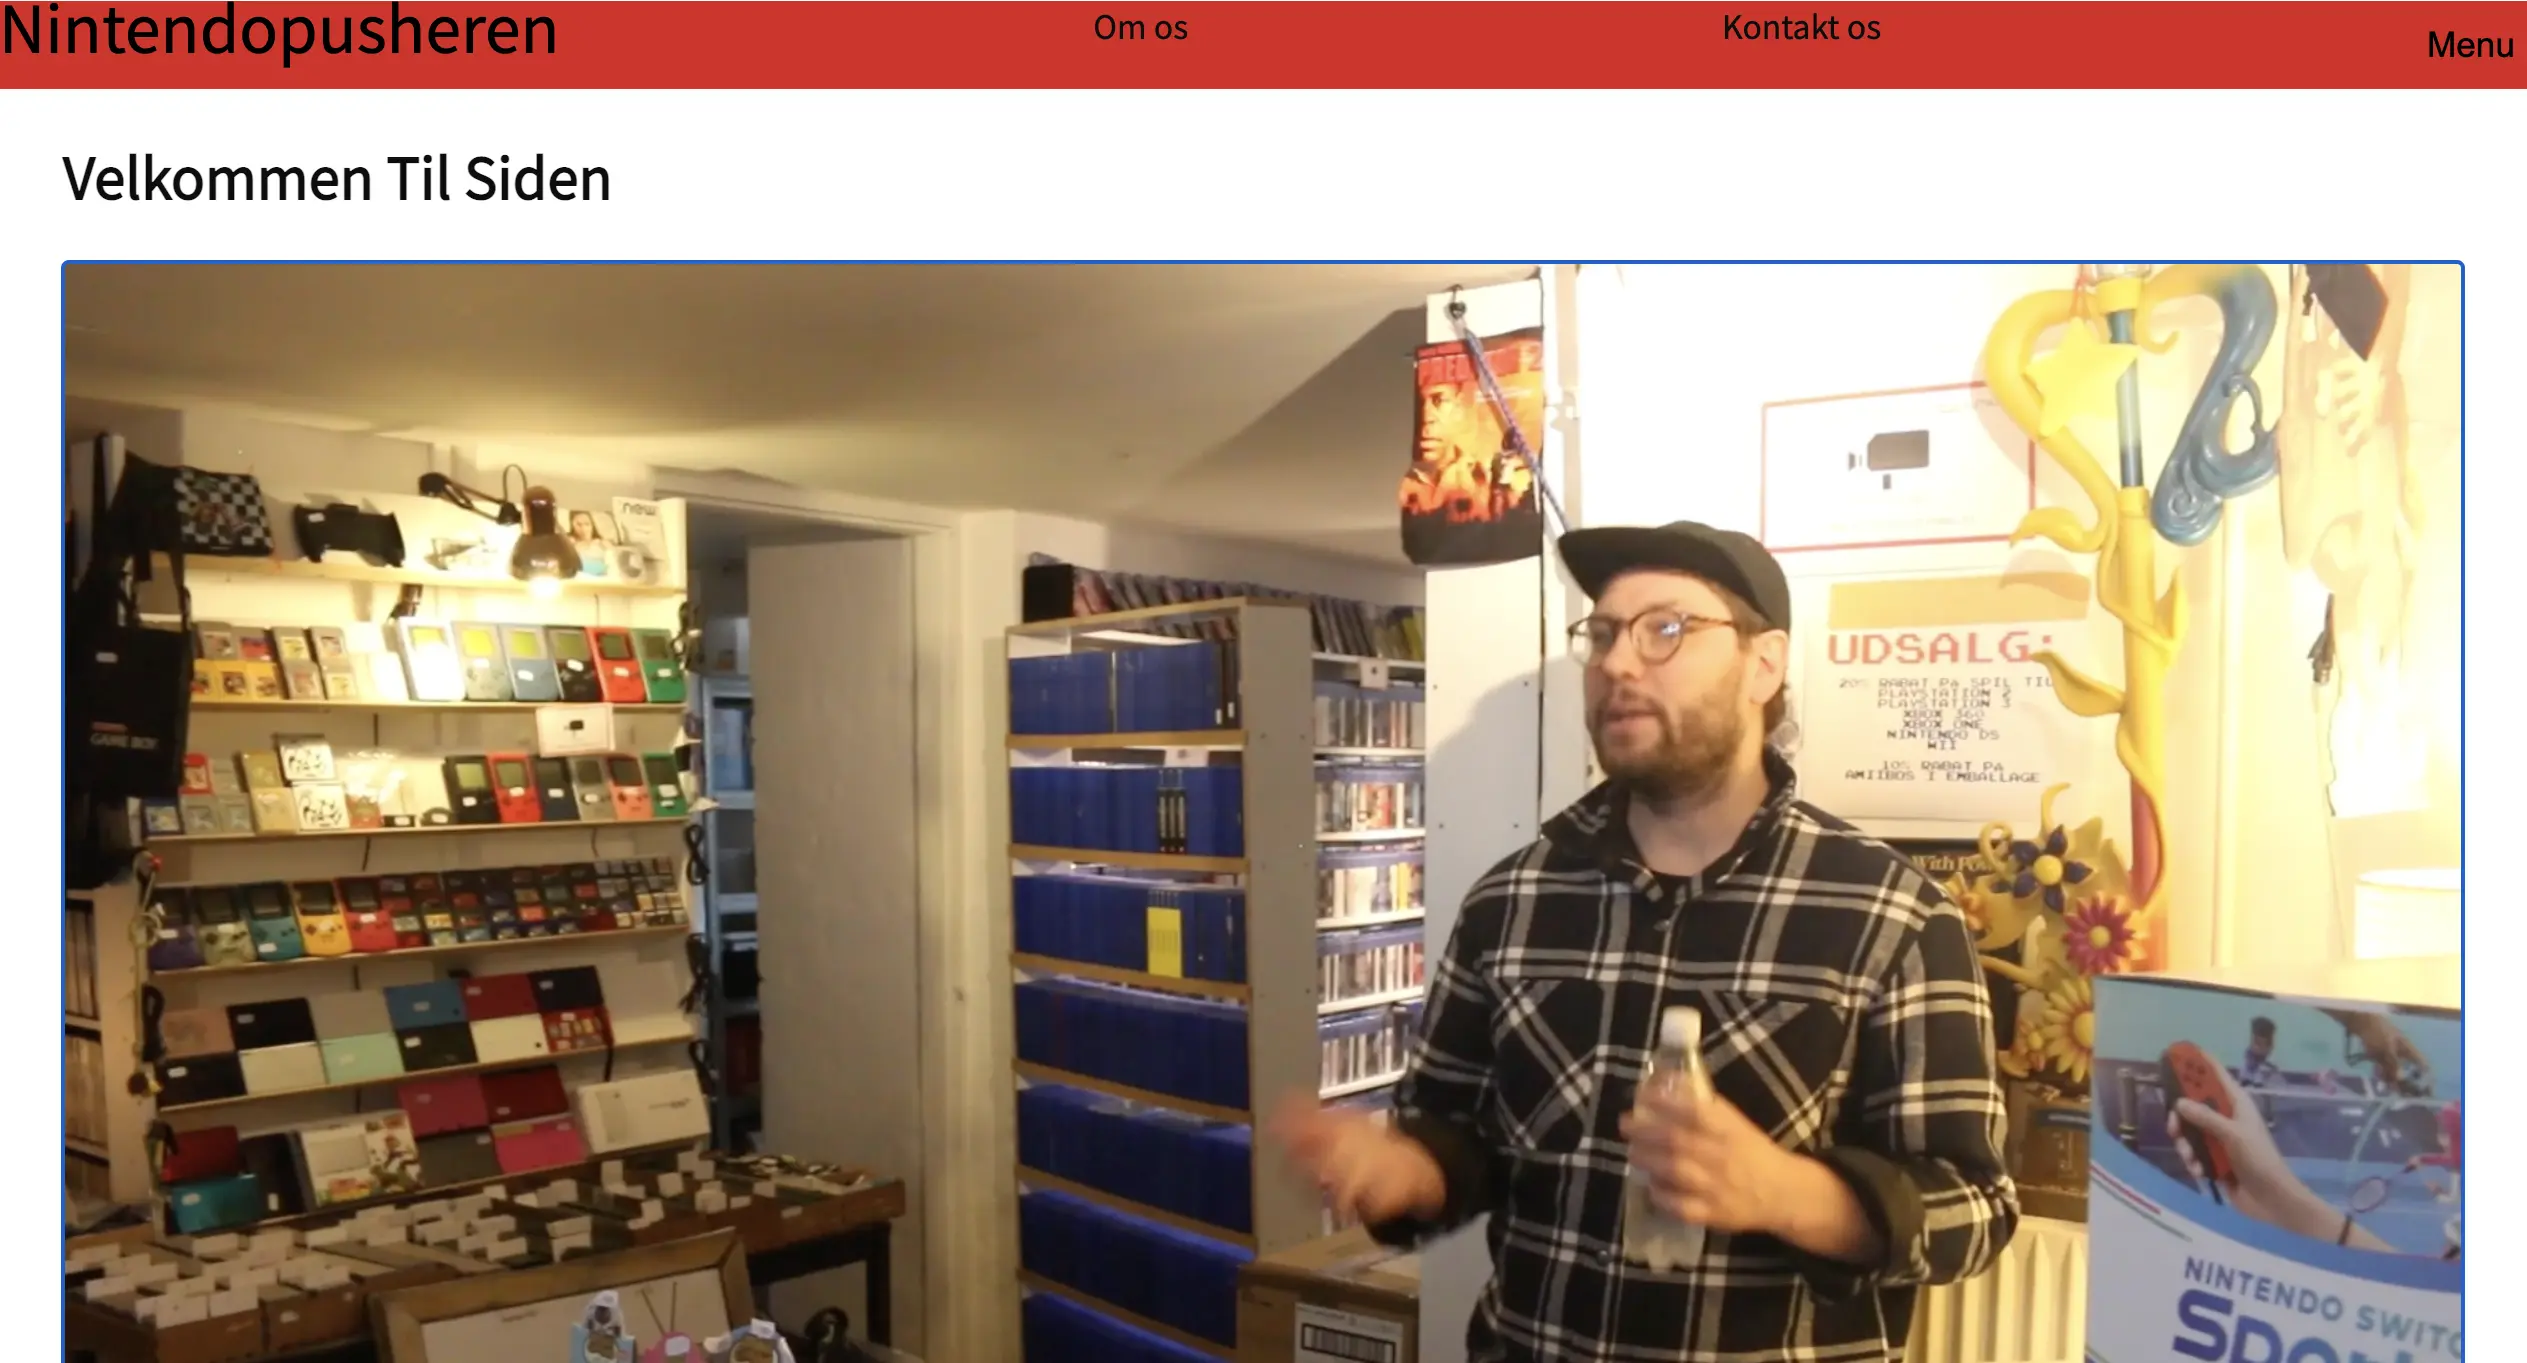 Nintendopusheren
Om os
Kontakt os
Menu
Velkommen Til Siden
new
PREDATOR 2
UDSALG:
20% RABAT PÅ SPIL TIL
PLAYSTATION 2
PLAYSTATION 3
XBOX 360
XBOX ONE
NINTENDO DS
WII
10% RABAT PÅ
AMIIBOS I EMBALLAGE
GAME BOY
With
NINTENDO SWITC